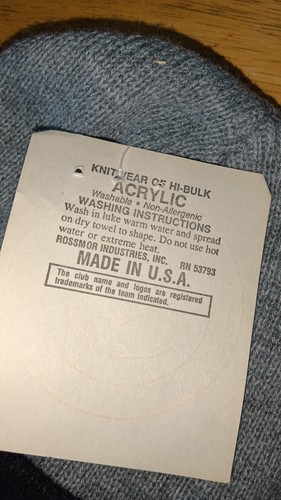 KNITWEAR OF HI-BULK
ACRYLIC
Washable • Non-Allergenic
WASHING INSTRUCTIONS
Wash in luke warm water and spread
on dry towel to shape. Do not use hot
water or extreme heat.
ROSSMOR INDUSTRIES, INC. RN 53793
MADE IN U.S.A.
The club name and logos are registered
trademarks of the team indicated.